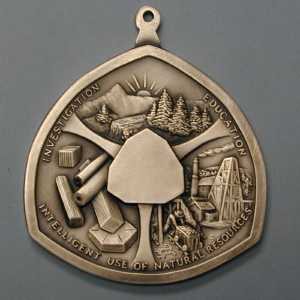 INVESTIGATION
EDUCATION
INTELLIGENT USE OF NATURAL RESOURCES